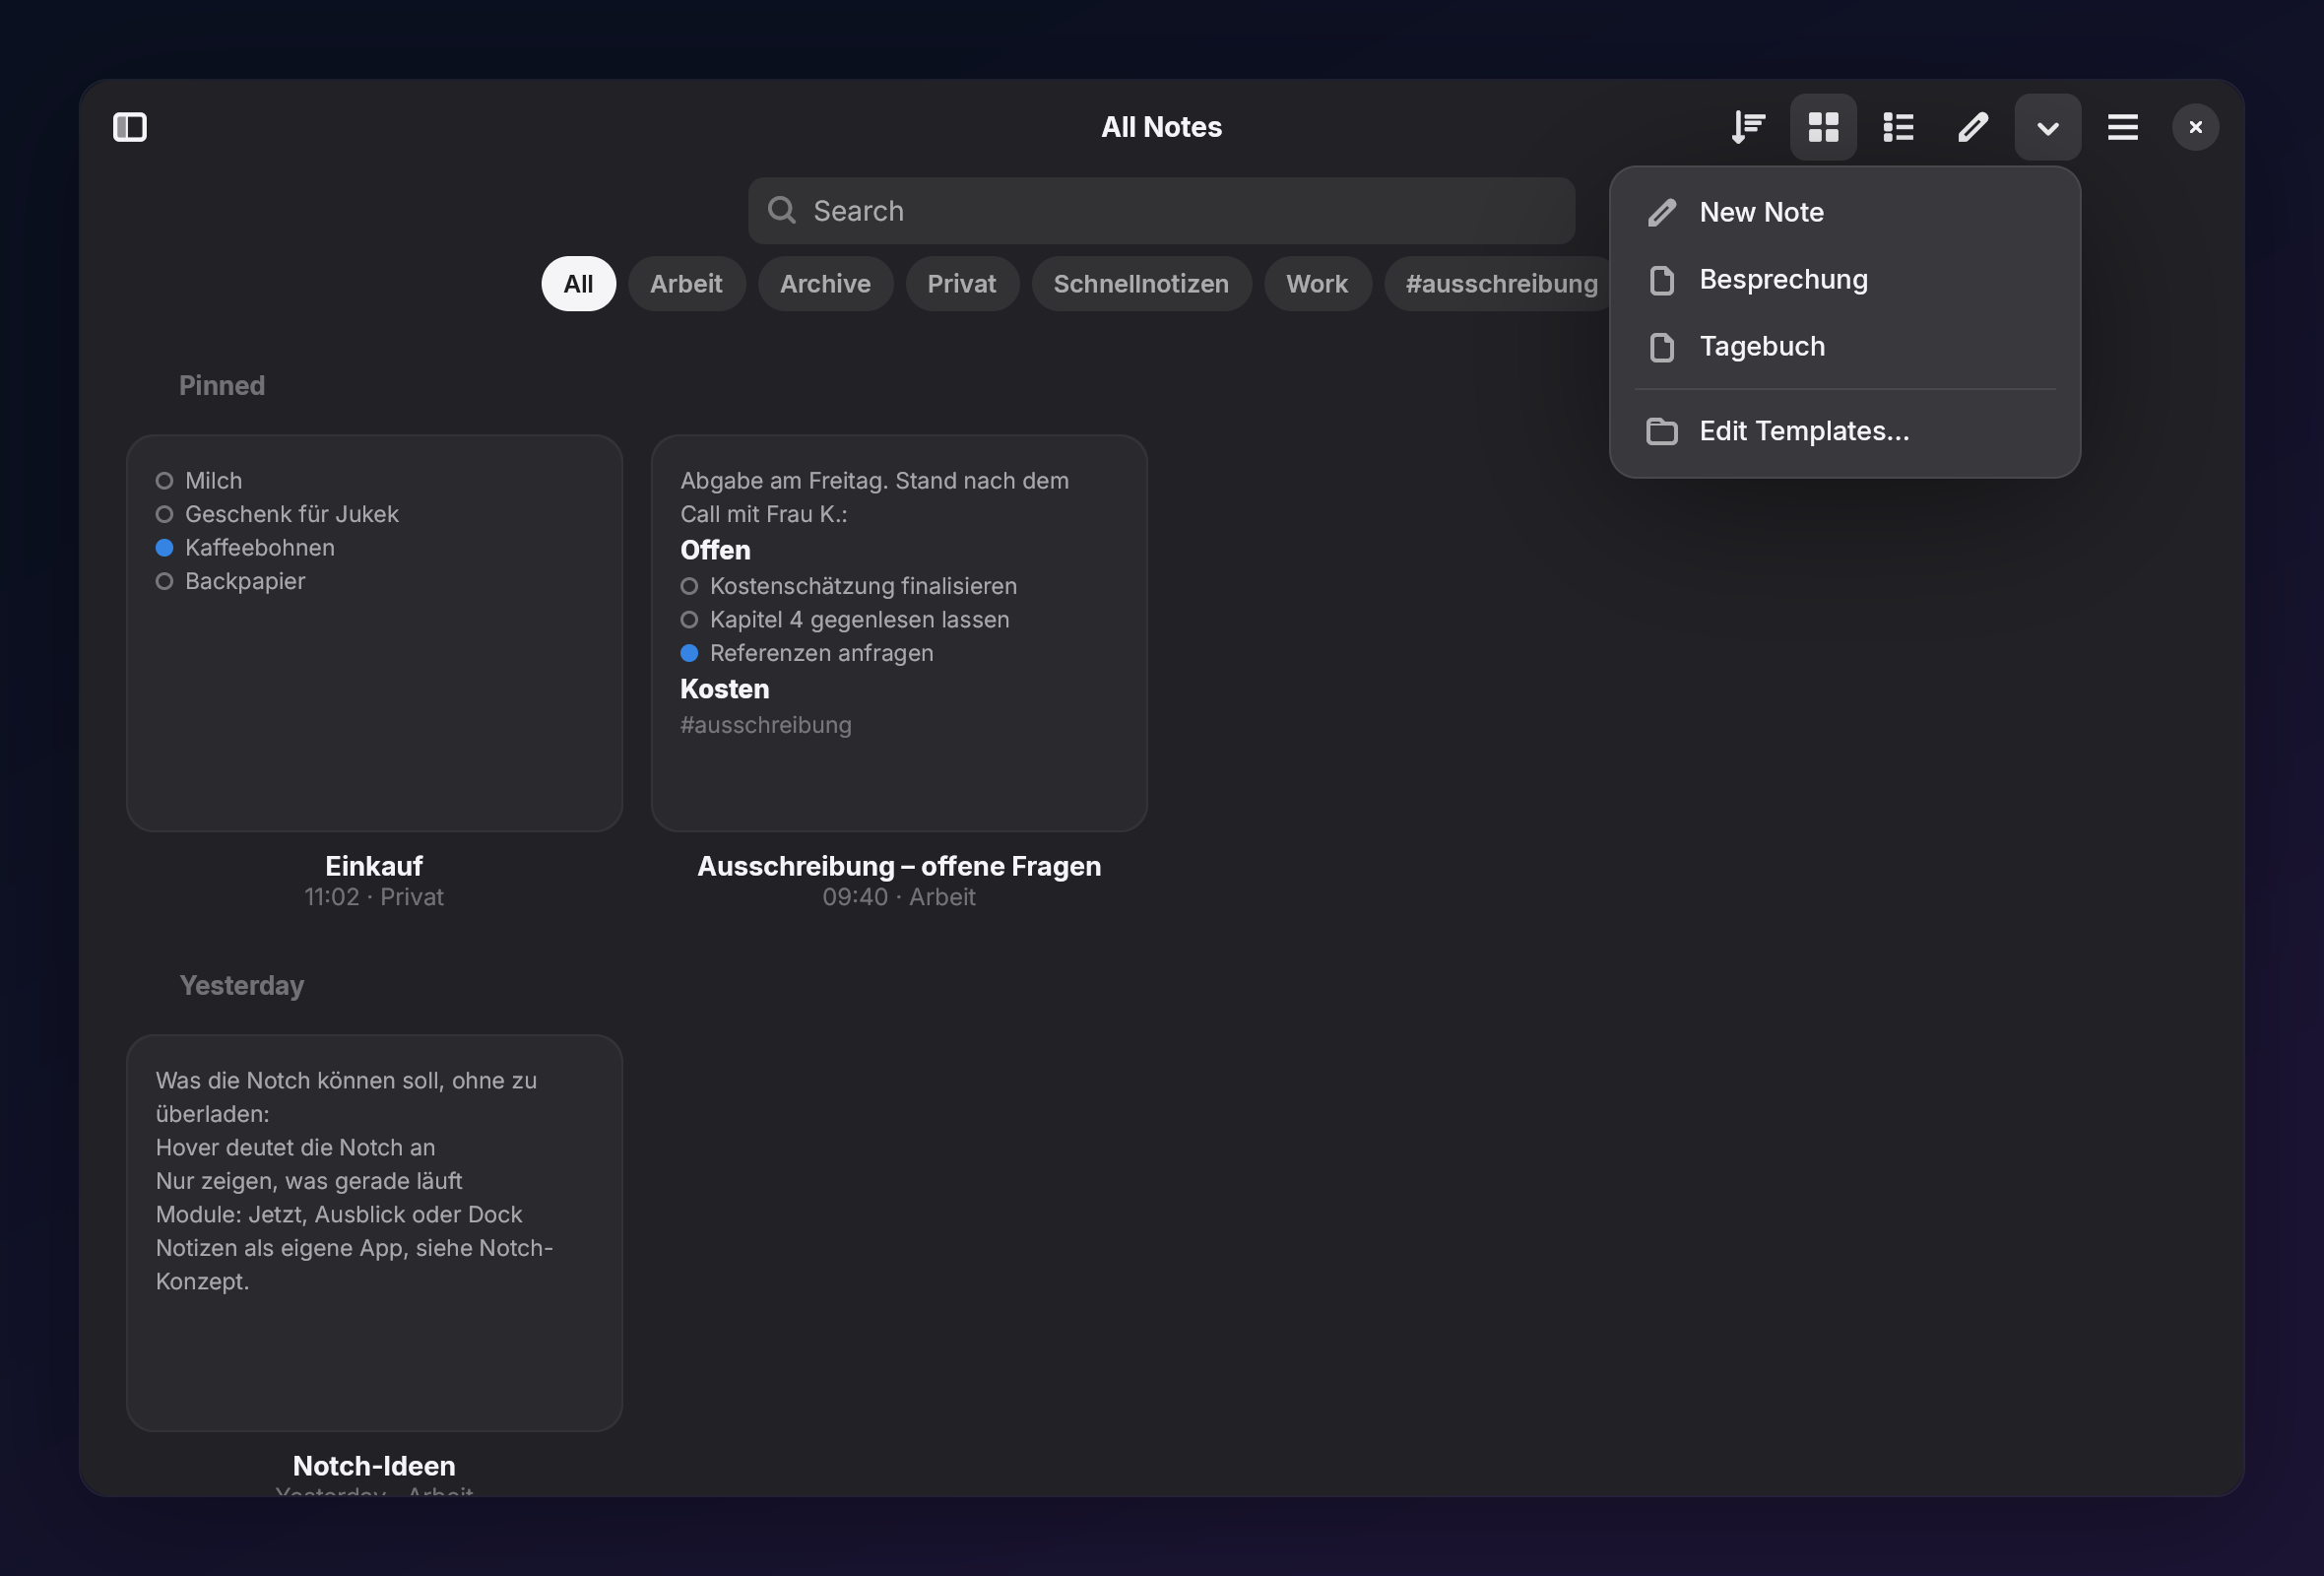 All Notes
Search
All
Arbeit
Archive
Privat
Schnellnotizen
Work
#ausschreibung
New Note
Besprechung
Tagebuch
Edit Templates...
Pinned
Milch
Geschenk für Jukek
Kaffeebohnen
Backpapier
Einkauf
11:02 · Privat
Abgabe am Freitag. Stand nach dem
Call mit Frau K.:
Offen
Kostenschätzung finalisieren
Kapitel 4 gegenlesen lassen
Referenzen anfragen
Kosten
#ausschreibung
Ausschreibung – offene Fragen
09:40 · Arbeit
Yesterday
Was die Notch können soll, ohne zu
überladen:
Hover deutet die Notch an
Nur zeigen, was gerade läuft
Module: Jetzt, Ausblick oder Dock
Notizen als eigene App, siehe Notch-
Konzept.
Notch-Ideen
Yesterday · Arbeit